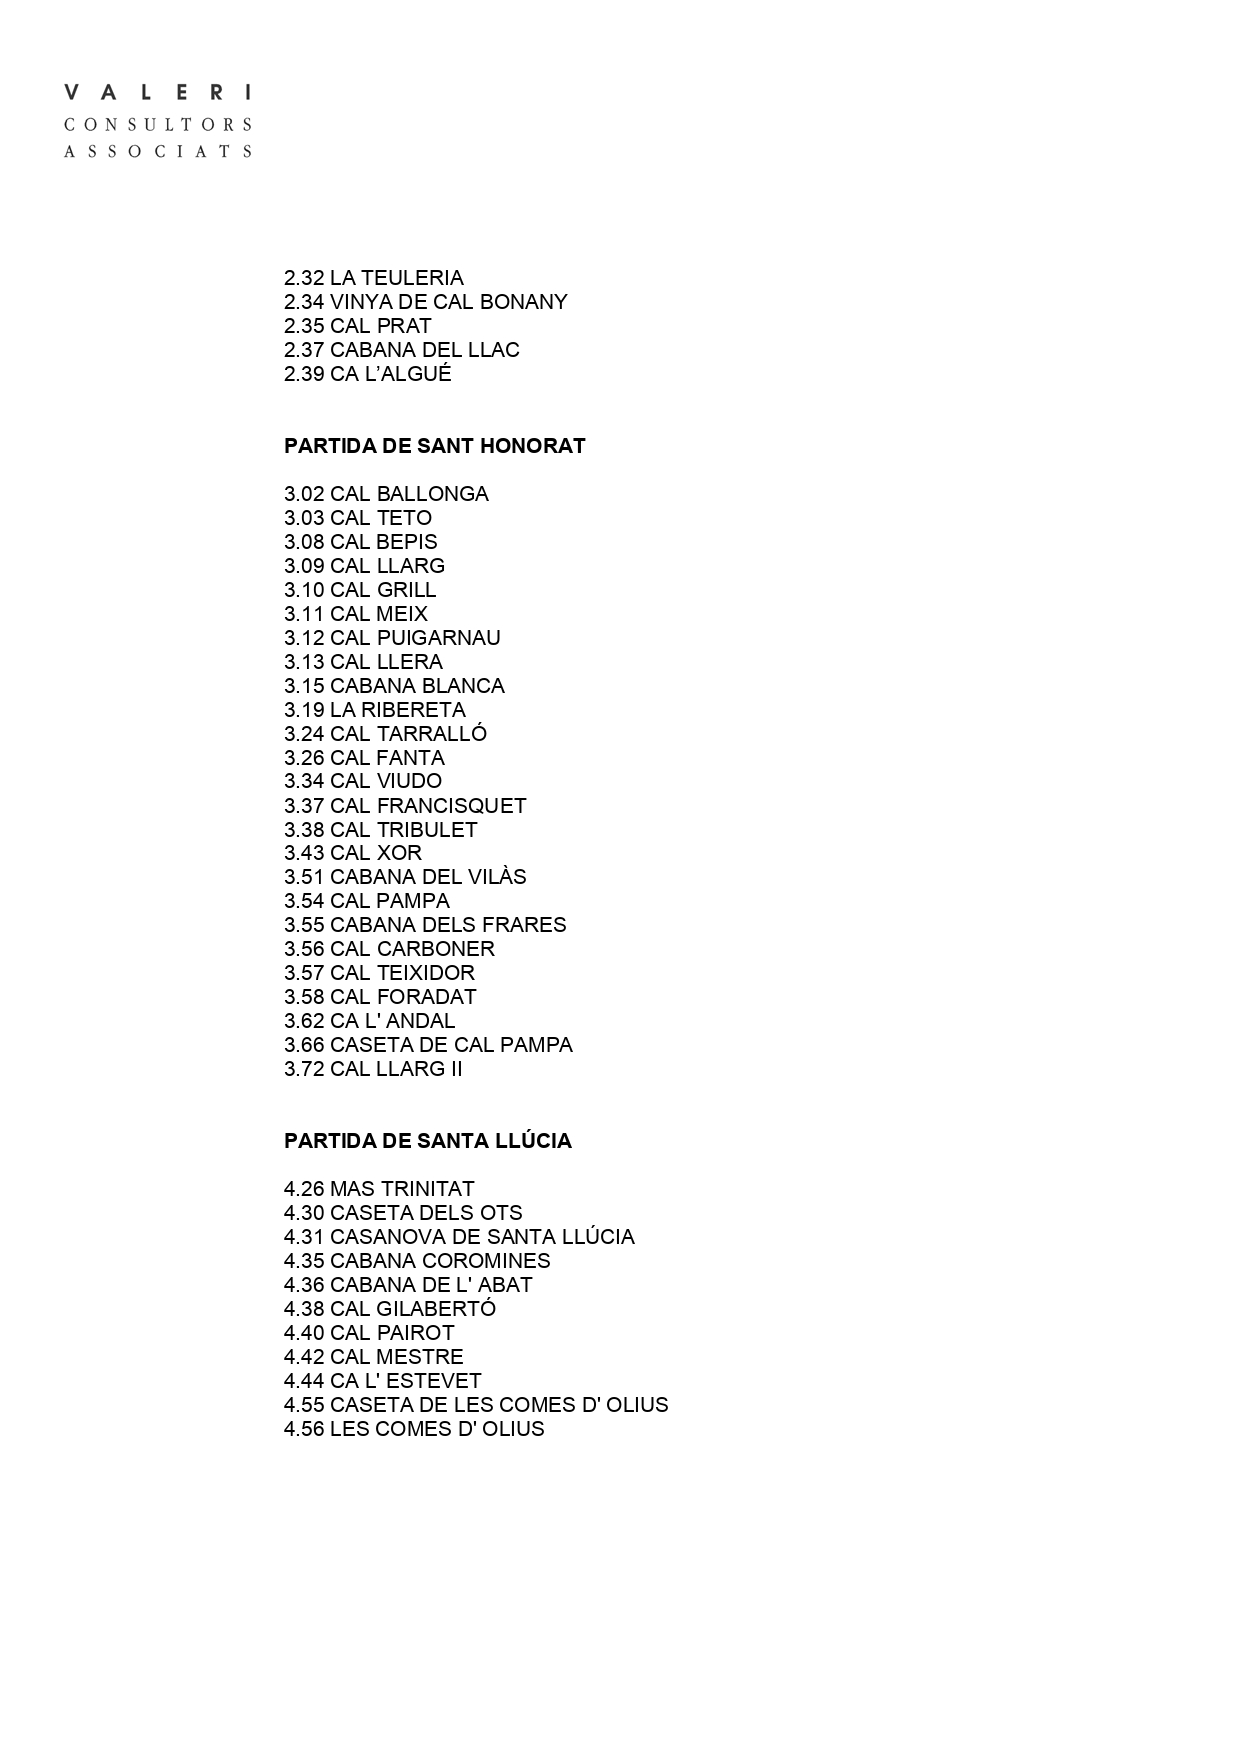 VALERI
CONSULTORS
ASSOCIATS
2.32 LA TEULERIA
2.34 VINYA DE CAL BONANY
2.35 CAL PRAT
2.37 CABANA DEL LLAC
2.39 CA L’ALGUÉ
PARTIDA DE SANT HONORAT
3.02 CAL BALLONGA
3.03 CAL TETO
3.08 CAL BEPIS
3.09 CAL LLARG
3.10 CAL GRILL
3.11 CAL MEIX
3.12 CAL PUIGARNAU
3.13 CAL LLERA
3.15 CABANA BLANCA
3.19 LA RIBERETA
3.24 CAL TARRALLÓ
3.26 CAL FANTA
3.34 CAL VIUDO
3.37 CAL FRANCISQUET
3.38 CAL TRIBULET
3.43 CAL XOR
3.51 CABANA DEL VILÀS
3.54 CAL PAMPA
3.55 CABANA DELS FRARES
3.56 CAL CARBONER
3.57 CAL TEIXIDOR
3.58 CAL FORADAT
3.62 CA L' ANDAL
3.66 CASETA DE CAL PAMPA
3.72 CAL LLARG II
PARTIDA DE SANTA LLÚCIA
4.26 MAS TRINITAT
4.30 CASETA DELS OTS
4.31 CASANOVA DE SANTA LLÚCIA
4.35 CABANA COROMINES
4.36 CABANA DE L' ABAT
4.38 CAL GILABERTÓ
4.40 CAL PAIROT
4.42 CAL MESTRE
4.44 CA L' ESTEVET
4.55 CASETA DE LES COMES D' OLIUS
4.56 LES COMES D' OLIUS